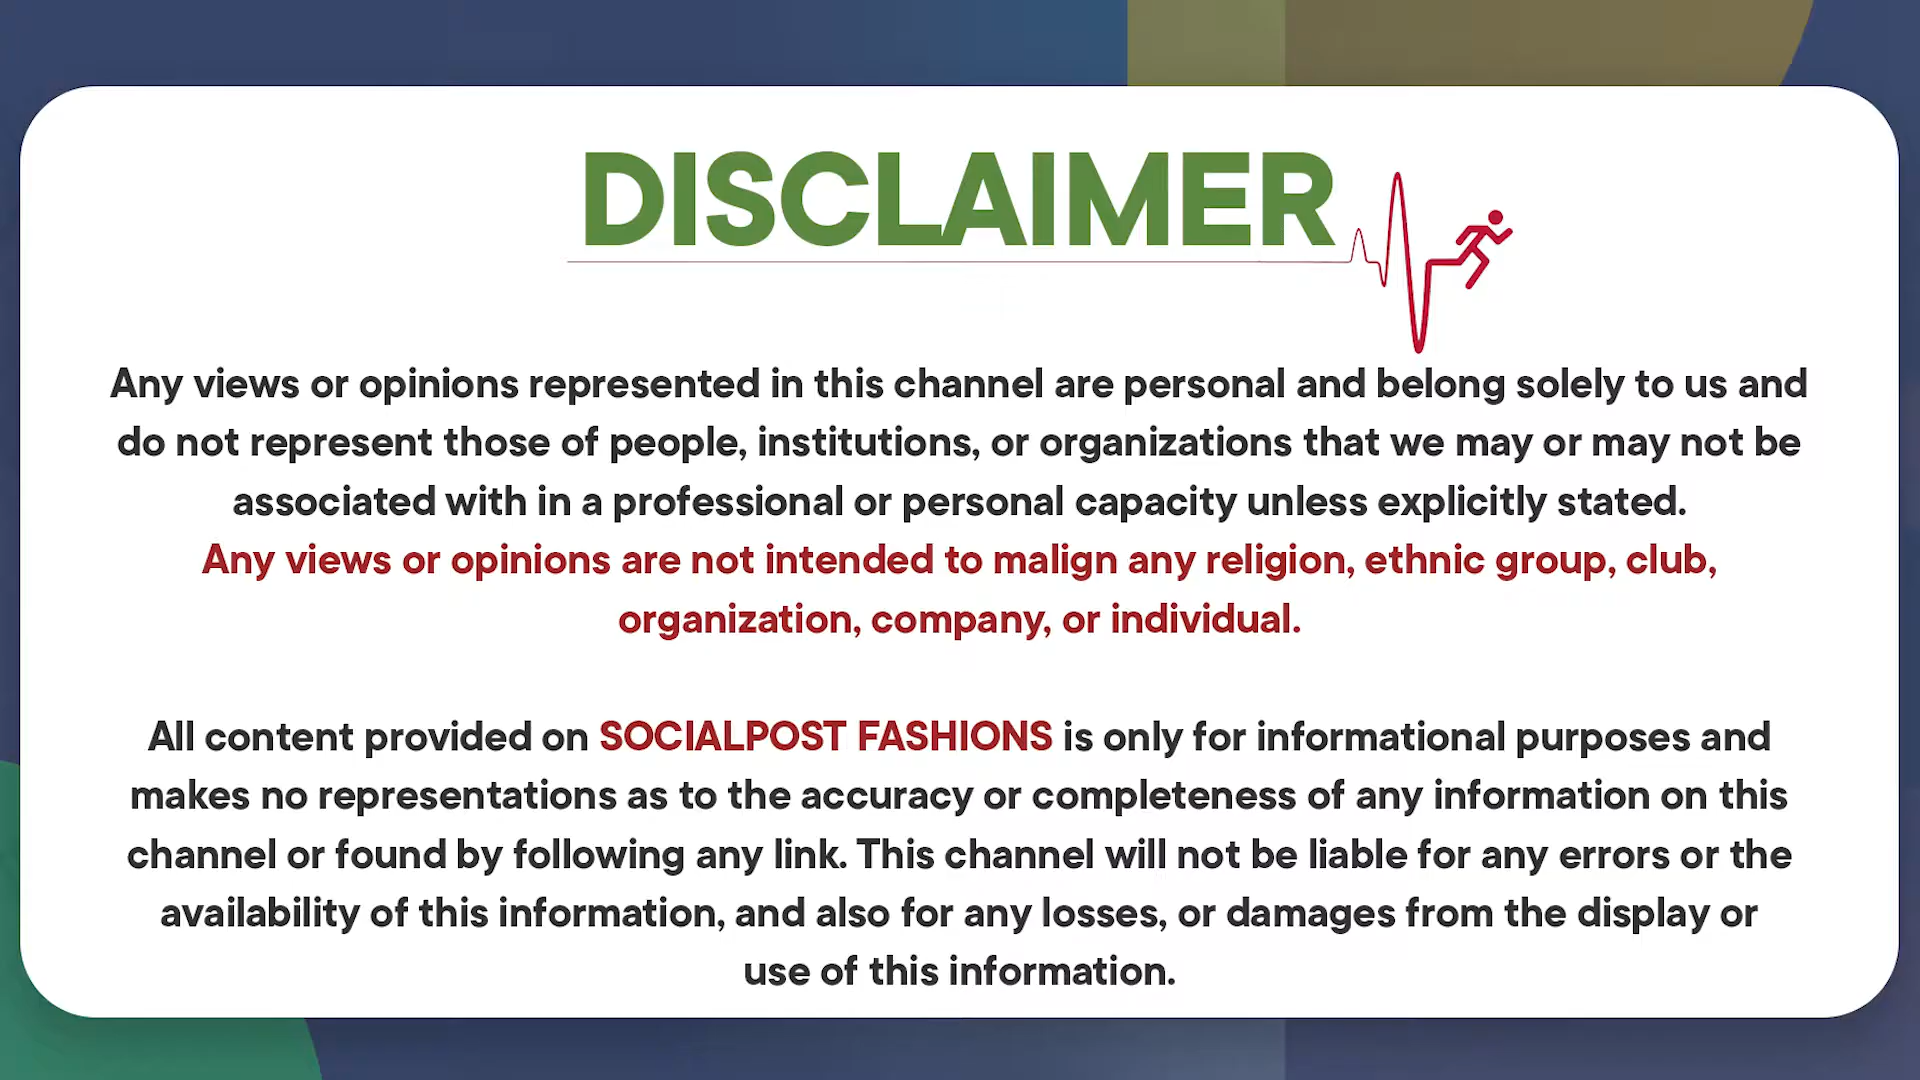 DISCLAIMER
Any views or opinions represented in this channel are personal and belong solely to us and
do not represent those of people, institutions, or organizations that we may or may not be
associated with in a professional or personal capacity unless explicitly stated.
Any views or opinions are not intended to malign any religion, ethnic group, club,
organization, company, or individual.
All content provided on SOCIALPOST FASHIONS is only for informational purposes and
makes no representations as to the accuracy or completeness of any information on this
channel or found by following any link. This channel will not be liable for any errors or the
availability of this information, and also for any losses, or damages from the display or
use of this information.